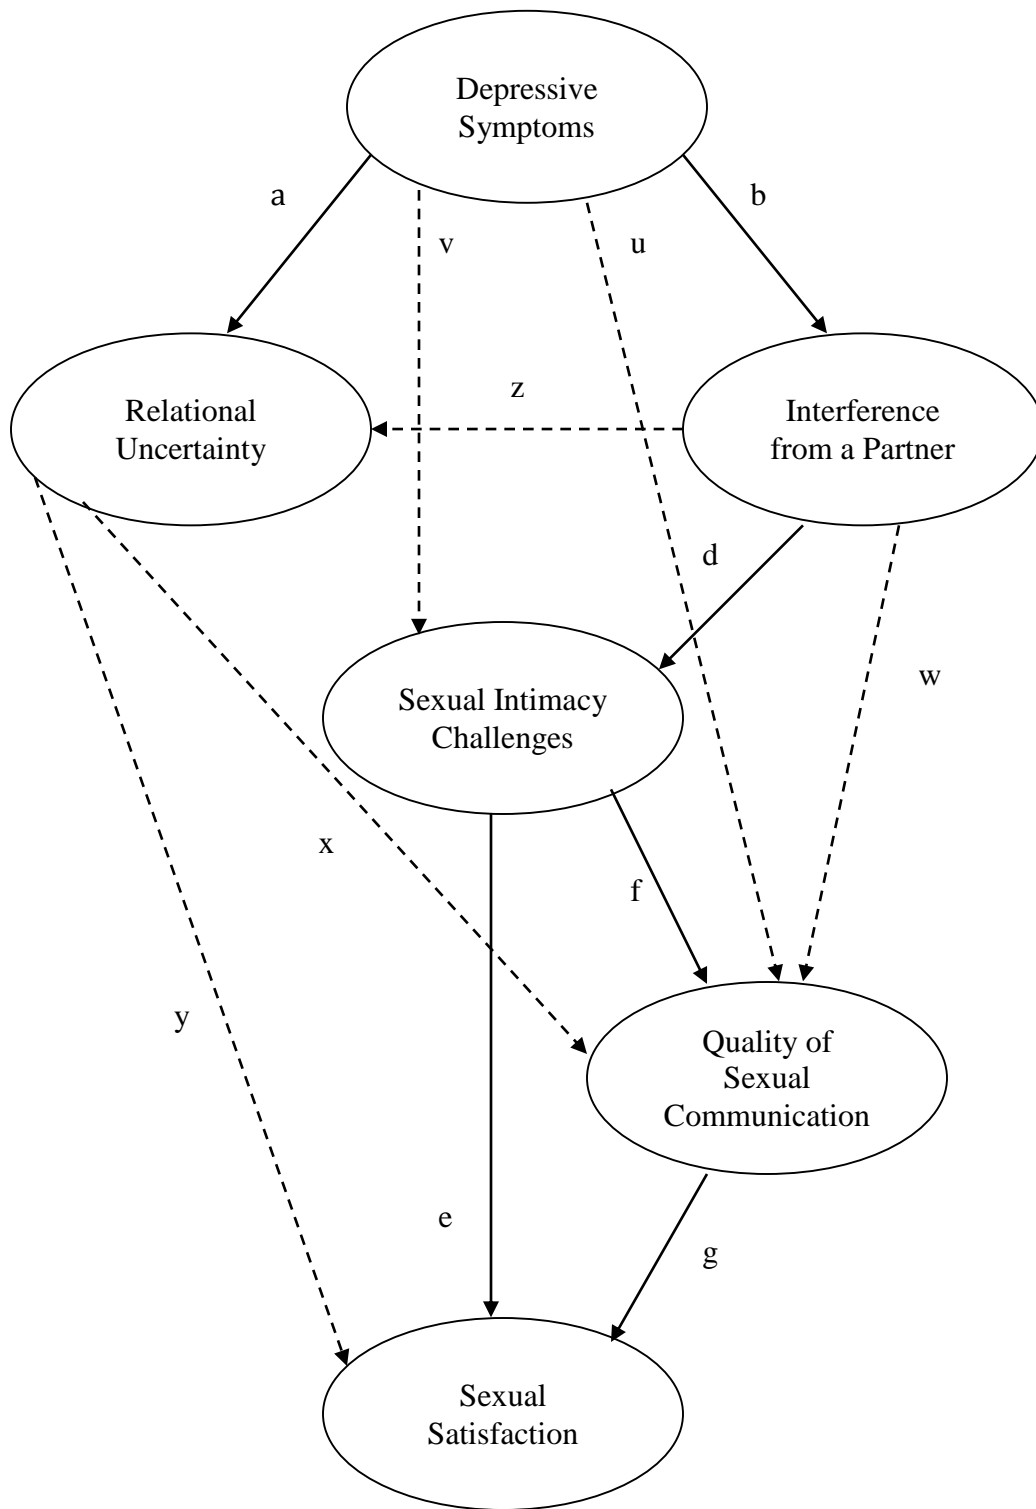 Depressive
Symptoms
a
b
v
u
Relational
Uncertainty
z
Interference
from a Partner
d
w
Sexual Intimacy
Challenges
x
f
y
Quality of
Sexual
Communication
e
g
Sexual
Satisfaction